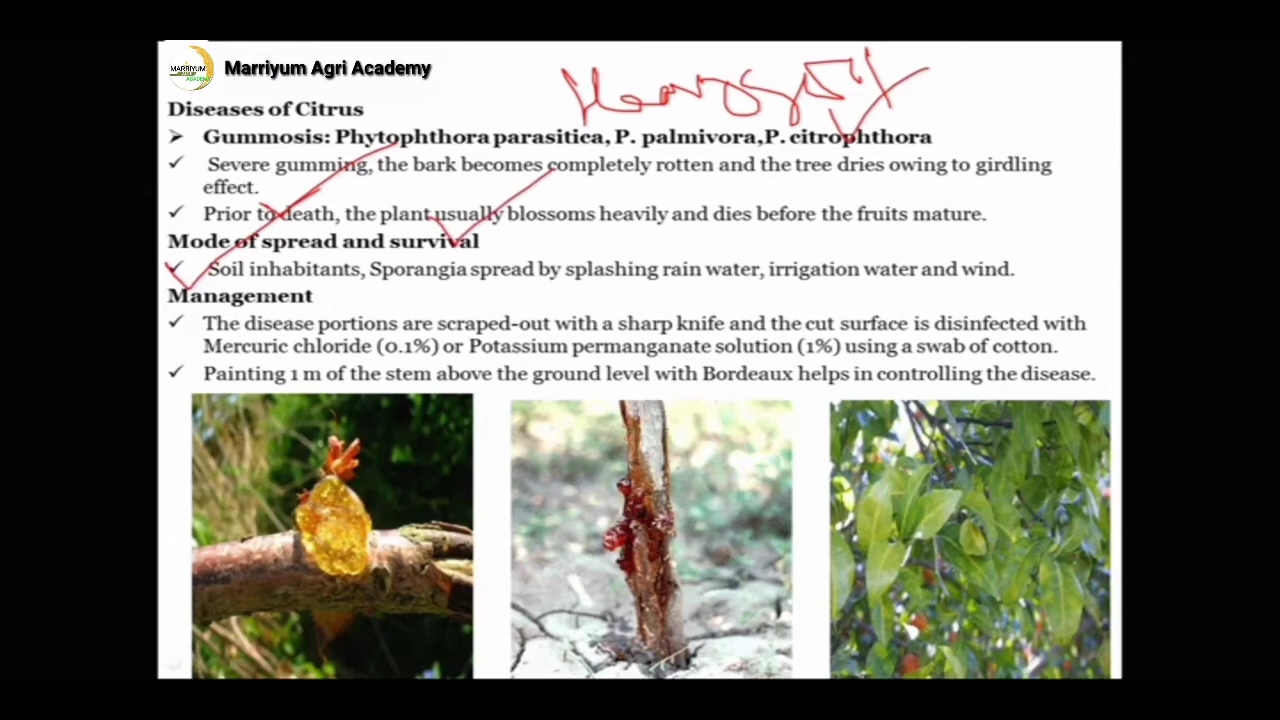 MARRIYUM
ACADEMY
Marriyum Agri Academy
Diseases of Citrus
➢ Gummosis: Phytophthora parasitica, P. palmivora,P. citrophthora
✓ Severe gumming, the bark becomes completely rotten and the tree dries owing to girdling
effect.
✓ Prior to death, the plant usually blossoms heavily and dies before the fruits mature.
Mode of spread and survival
✓ Soil inhabitants, Sporangia spread by splashing rain water, irrigation water and wind.
Management
✓ The disease portions are scraped-out with a sharp knife and the cut surface is disinfected with
Mercuric chloride (0.1%) or Potassium permanganate solution (1%) using a swab of cotton.
✓ Painting 1 m of the stem above the ground level with Bordeaux helps in controlling the disease.